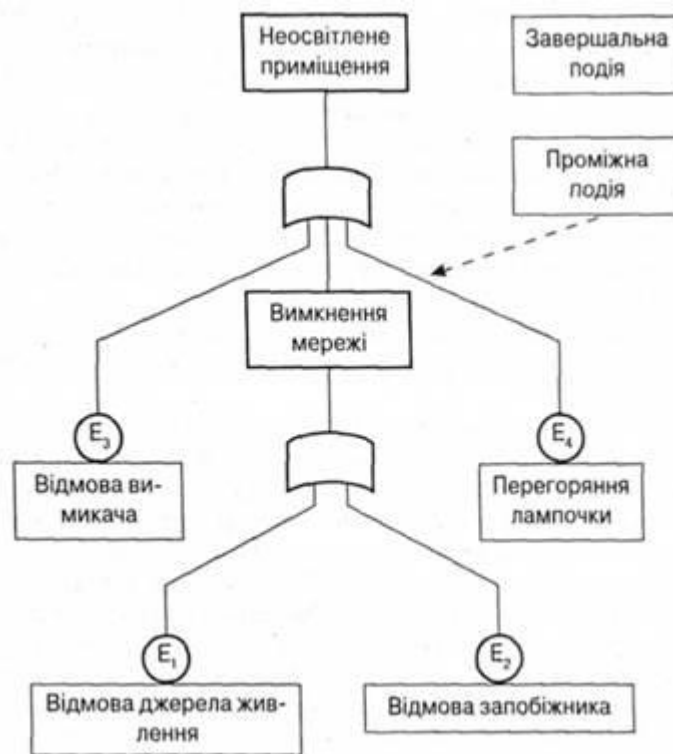 Неосвітлене
приміщення
Завершальна
подія
Проміжна
подія
Вимкнення
мережі
E3
Відмова ви-
микача
E4
Перегоряння
лампочки
E1
Відмова джерела жив-
лення
E2
Відмова запобіжника